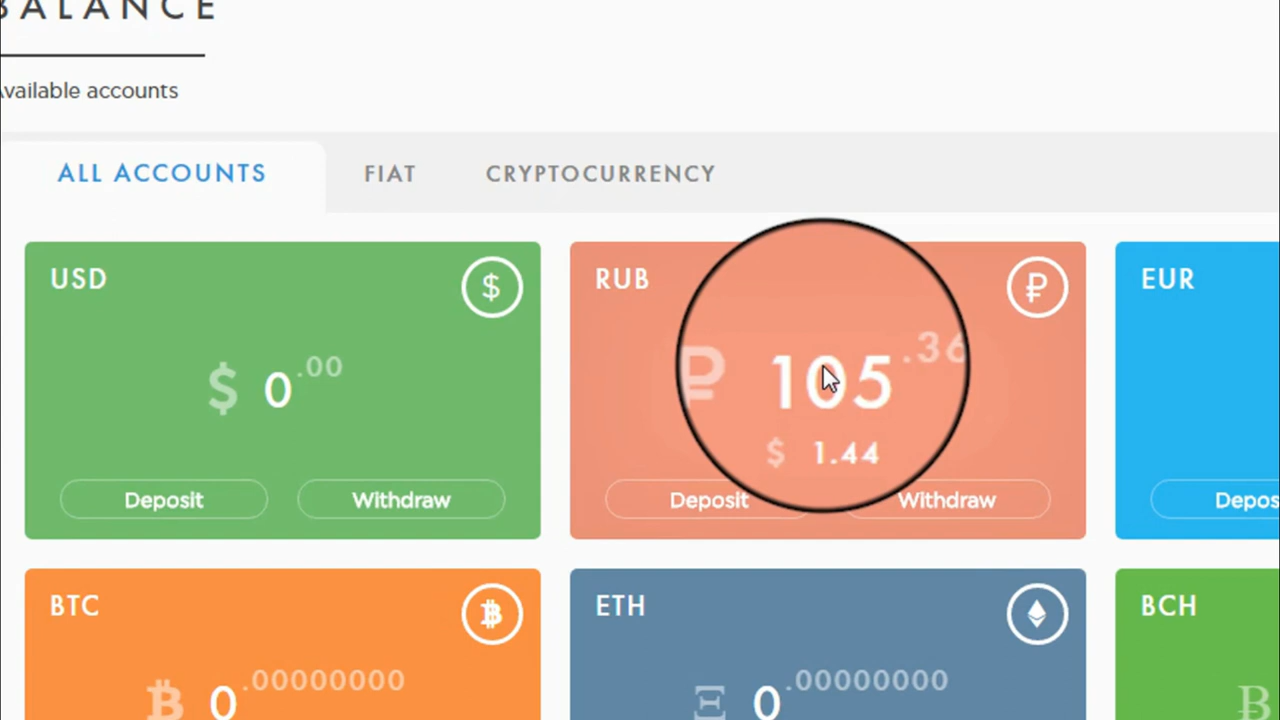 BALANCE
Available accounts
ALL ACCOUNTS FIAT CRYPTOCURRENCY
USD $ RUB ₽ EUR
$ 0.00 ₽ 105.36
$ 1.44
Deposit Withdraw Deposit Withdraw Depos
BTC ETH BCH
0.00000000 Ξ 0.00000000